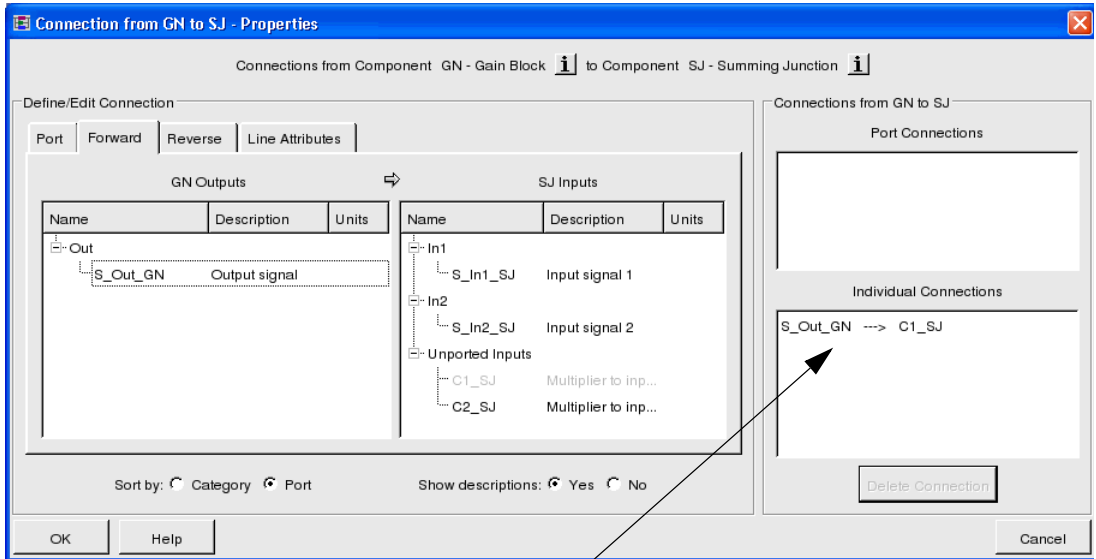 Connection from GN to SJ - Properties
Connections from Component GN - Gain Block i to Component SJ - Summing Junction i
Define/Edit Connection
Port Forward Reverse Line Attributes
GN Outputs SJ Inputs
Name Description Units Name Description Units
Out
S_Out_GN Output signal
In1
S_In1_SJ Input signal 1
In2
S_In2_SJ Input signal 2
Unported Inputs
C1_SJ Multiplier to inp...
C2_SJ Multiplier to inp...
Sort by: Category Port Show descriptions: Yes No
Connections from GN to SJ
Port Connections
Individual Connections
S_Out_GN ---> C1_SJ
Delete Connection
OK Help Cancel